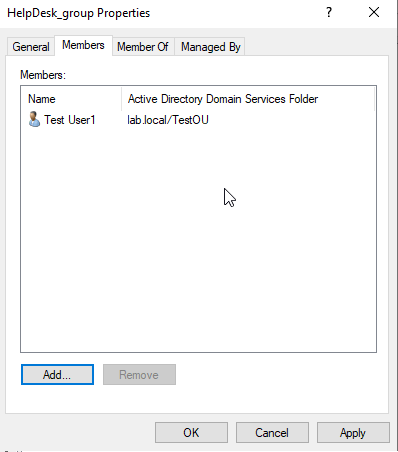 HelpDesk_group Properties ?
General Members Member Of Managed By
Members:
Name Active Directory Domain Services Folder
Test User1 lab.local/TestOU
Add... Remove
OK Cancel Apply